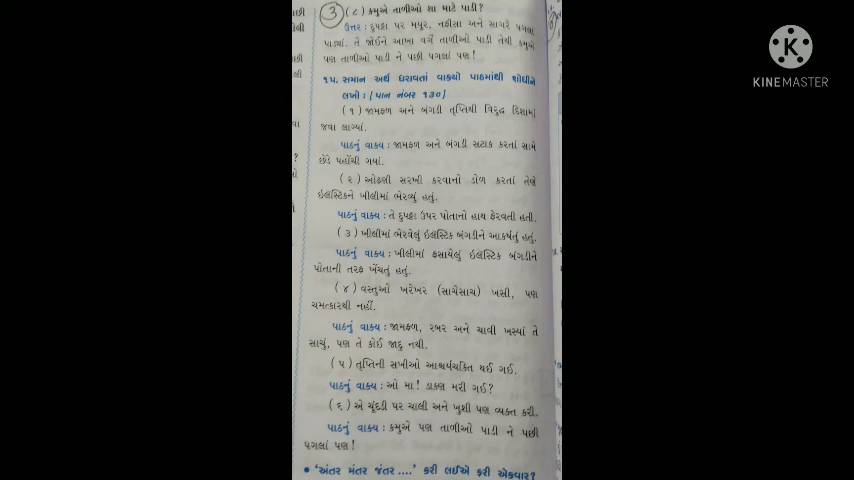 3 (૮) કમુએ તાળીઓ શા માટે પાડી?
ઉત્તર : દુપટ્ટા પર મયૂર, નફીસા અને સાગરે પગલાં
પાડ્યાં. તે જોઈને આખા વર્ગે તાળીઓ પાડી તેથી કમુએ
પણ તાળીઓ પાડી ને પછી પગલાં પણ!
૧૫. સમાન અર્થ ધરાવતાં વાક્યો પાઠમાંથી શોધીને
લખો : [પાન નંબર ૧૩૦]
(૧) જામફળ અને બંગડી તૃપ્તિથી વિરુદ્ધ દિશામાં
જવા લાગ્યાં.
પાઠનું વાક્ય : જામફળ અને બંગડી સટાક કરતાં સામે
છેડે પહોંચી ગયાં.
(૨) ઓઢણી સરખી કરવાનો ડોળ કરતાં તેણે
ઇલેસ્ટિકને ખીલીમાં ભેરવ્યું હતું.
પાઠનું વાક્ય : તે દુપટ્ટા ઉપર પોતાનો હાથ ફેરવતી હતી.
(૩) ખીલીમાં ભેરવેલું ઇલેસ્ટિક બંગડીને આકર્ષતું હતું.
પાઠનું વાક્ય : ખીલીમાં ફસાયેલું ઇલેસ્ટિક બંગડીને
પોતાની તરફ ખેંચતું હતું.
(૪) વસ્તુઓ ખરેખર (સાચેસાચ) ખસી, પણ
ચમત્કારથી નહીં.
પાઠનું વાક્ય : જામફળ, રબર અને ચાવી ખસ્યાં તે
સાચું, પણ તે કોઈ જાદુ નથી.
(૫) તૃપ્તિની સખીઓ આશ્ચર્યચકિત થઈ ગઈ.
પાઠનું વાક્ય : ઓ મા! ડાકણ મરી ગઈ?
(૬) એ ચૂંદડી પર ચાલી અને ખુશી પણ વ્યક્ત કરી.
પાઠનું વાક્ય : કમુએ પણ તાળીઓ પાડી ને પછી
પગલાં પણ!
• 'અંતર મંતર જંતર....' કરી લઈએ ફરી એકવાર?
K
KINEMASTER